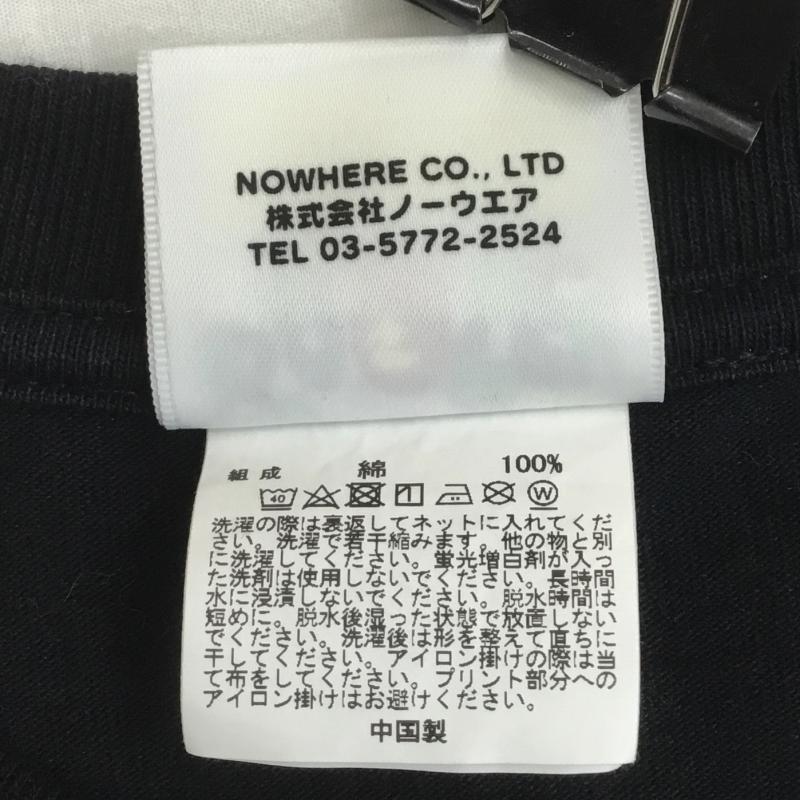 NOWHERE CO., LTD
株式会社ノーウエア
TEL 03-5772-2524
組成 綿 100%
40 W
洗濯の際は裏返してネットに入れてくだ
さい。洗濯で若干縮みます。他の物と別
に洗濯してください。蛍光増白剤が入っ
た洗剤は使用しないでください。長時間
水に浸漬しないでください。脱水時間は
短めに。脱水後湿った状態で放置しない
でください。洗濯後は形を整えて直ちに
干してください。アイロン掛けの際は当
て布をしてください。プリント部分への
アイロン掛けはお避けください。
中国製